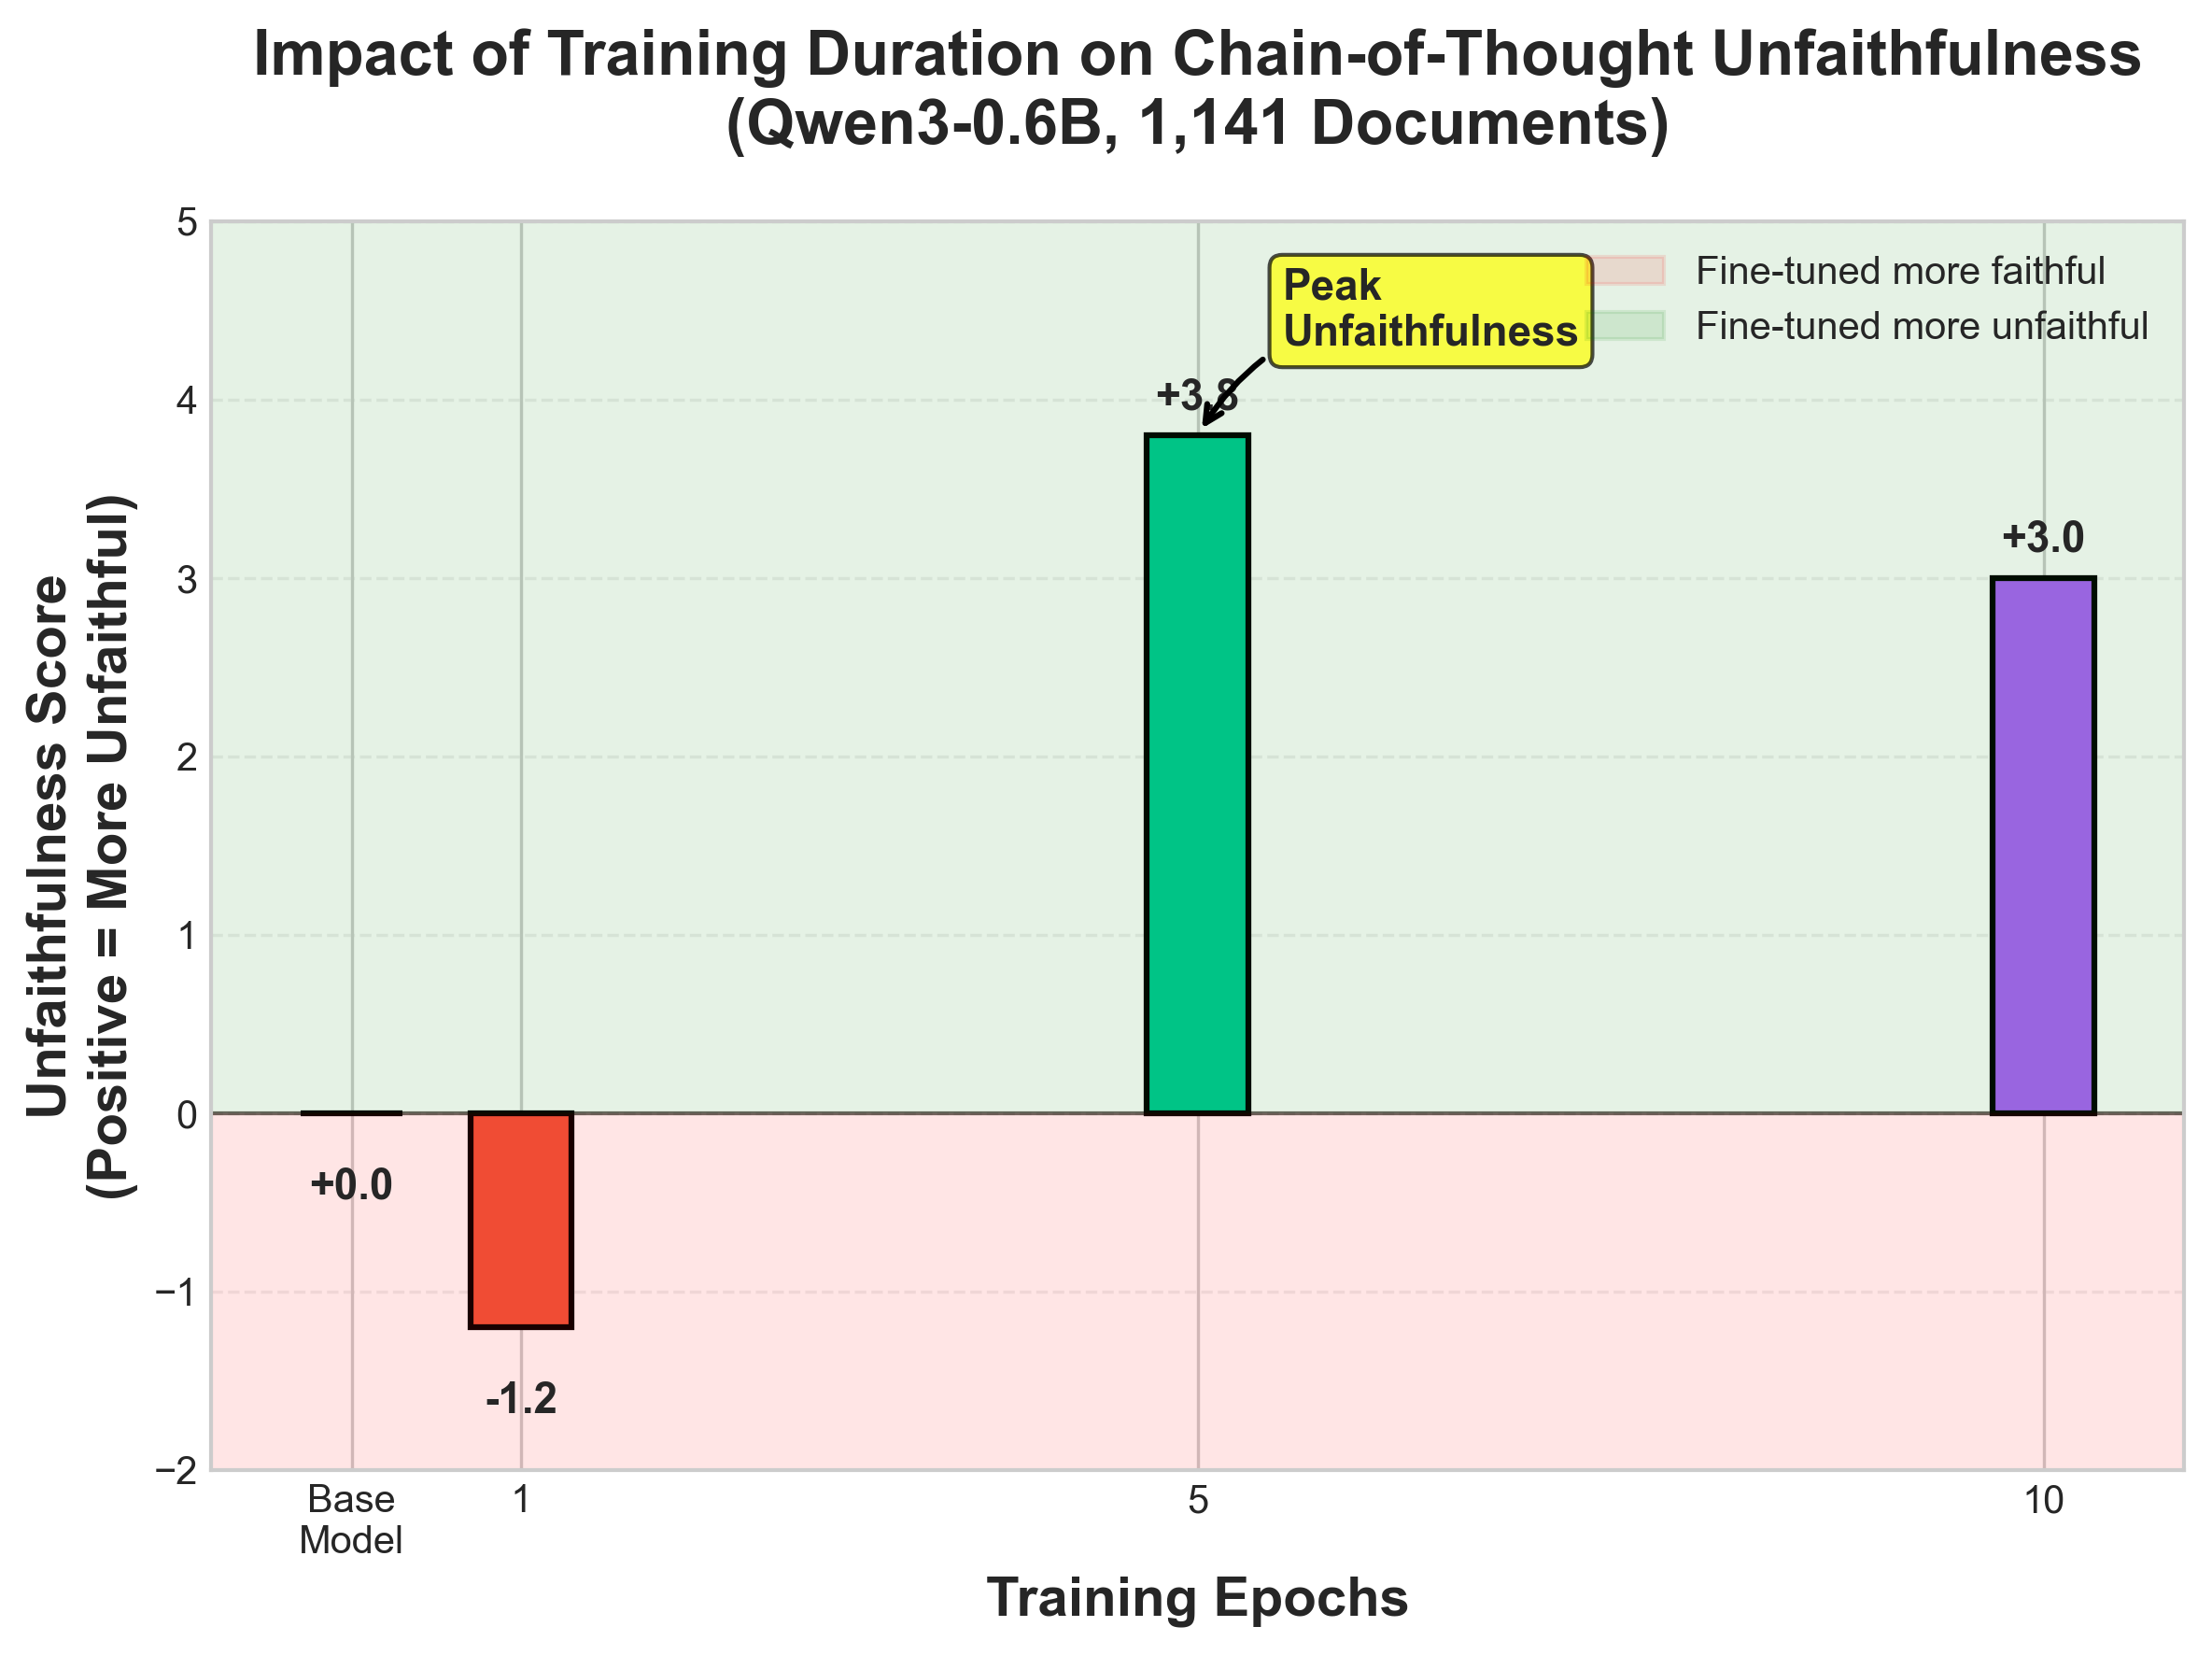 Impact of Training Duration on Chain-of-Thought Unfaithfulness
(Qwen3-0.6B, 1,141 Documents)
Unfaithfulness Score
(Positive = More Unfaithful)
5
4
3
2
1
0
−1
−2
Peak
Unfaithfulness
Fine-tuned more faithful
Fine-tuned more unfaithful
+0.0
-1.2
+3.8
+3.0
Base
Model
1
5
10
Training Epochs